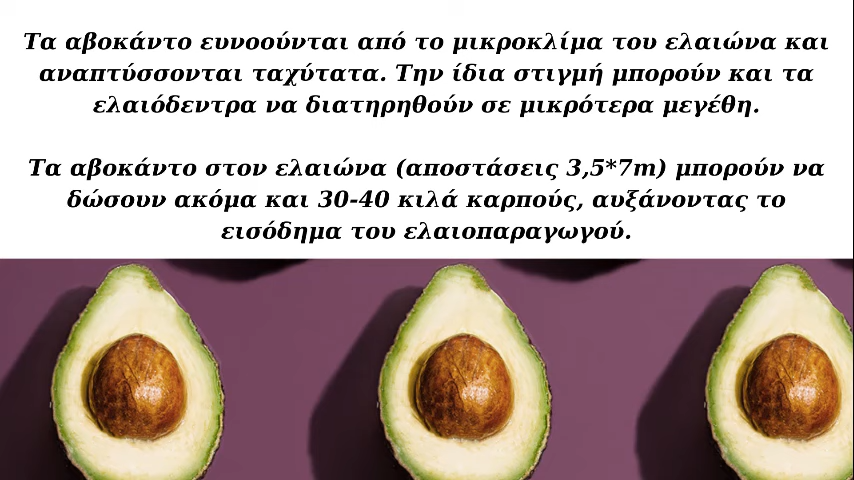 Τα αβοκάντο ευνοούνται από το μικροκλίμα του ελαιώνα και
αναπτύσσονται ταχύτατα. Την ίδια στιγμή μπορούν και τα
ελαιόδεντρα να διατηρηθούν σε μικρότερα μεγέθη.
Τα αβοκάντο στον ελαιώνα (αποστάσεις 3,5*7m) μπορούν να
δώσουν ακόμα και 30-40 κιλά καρπούς, αυξάνοντας το
εισόδημα του ελαιοπαραγωγού.